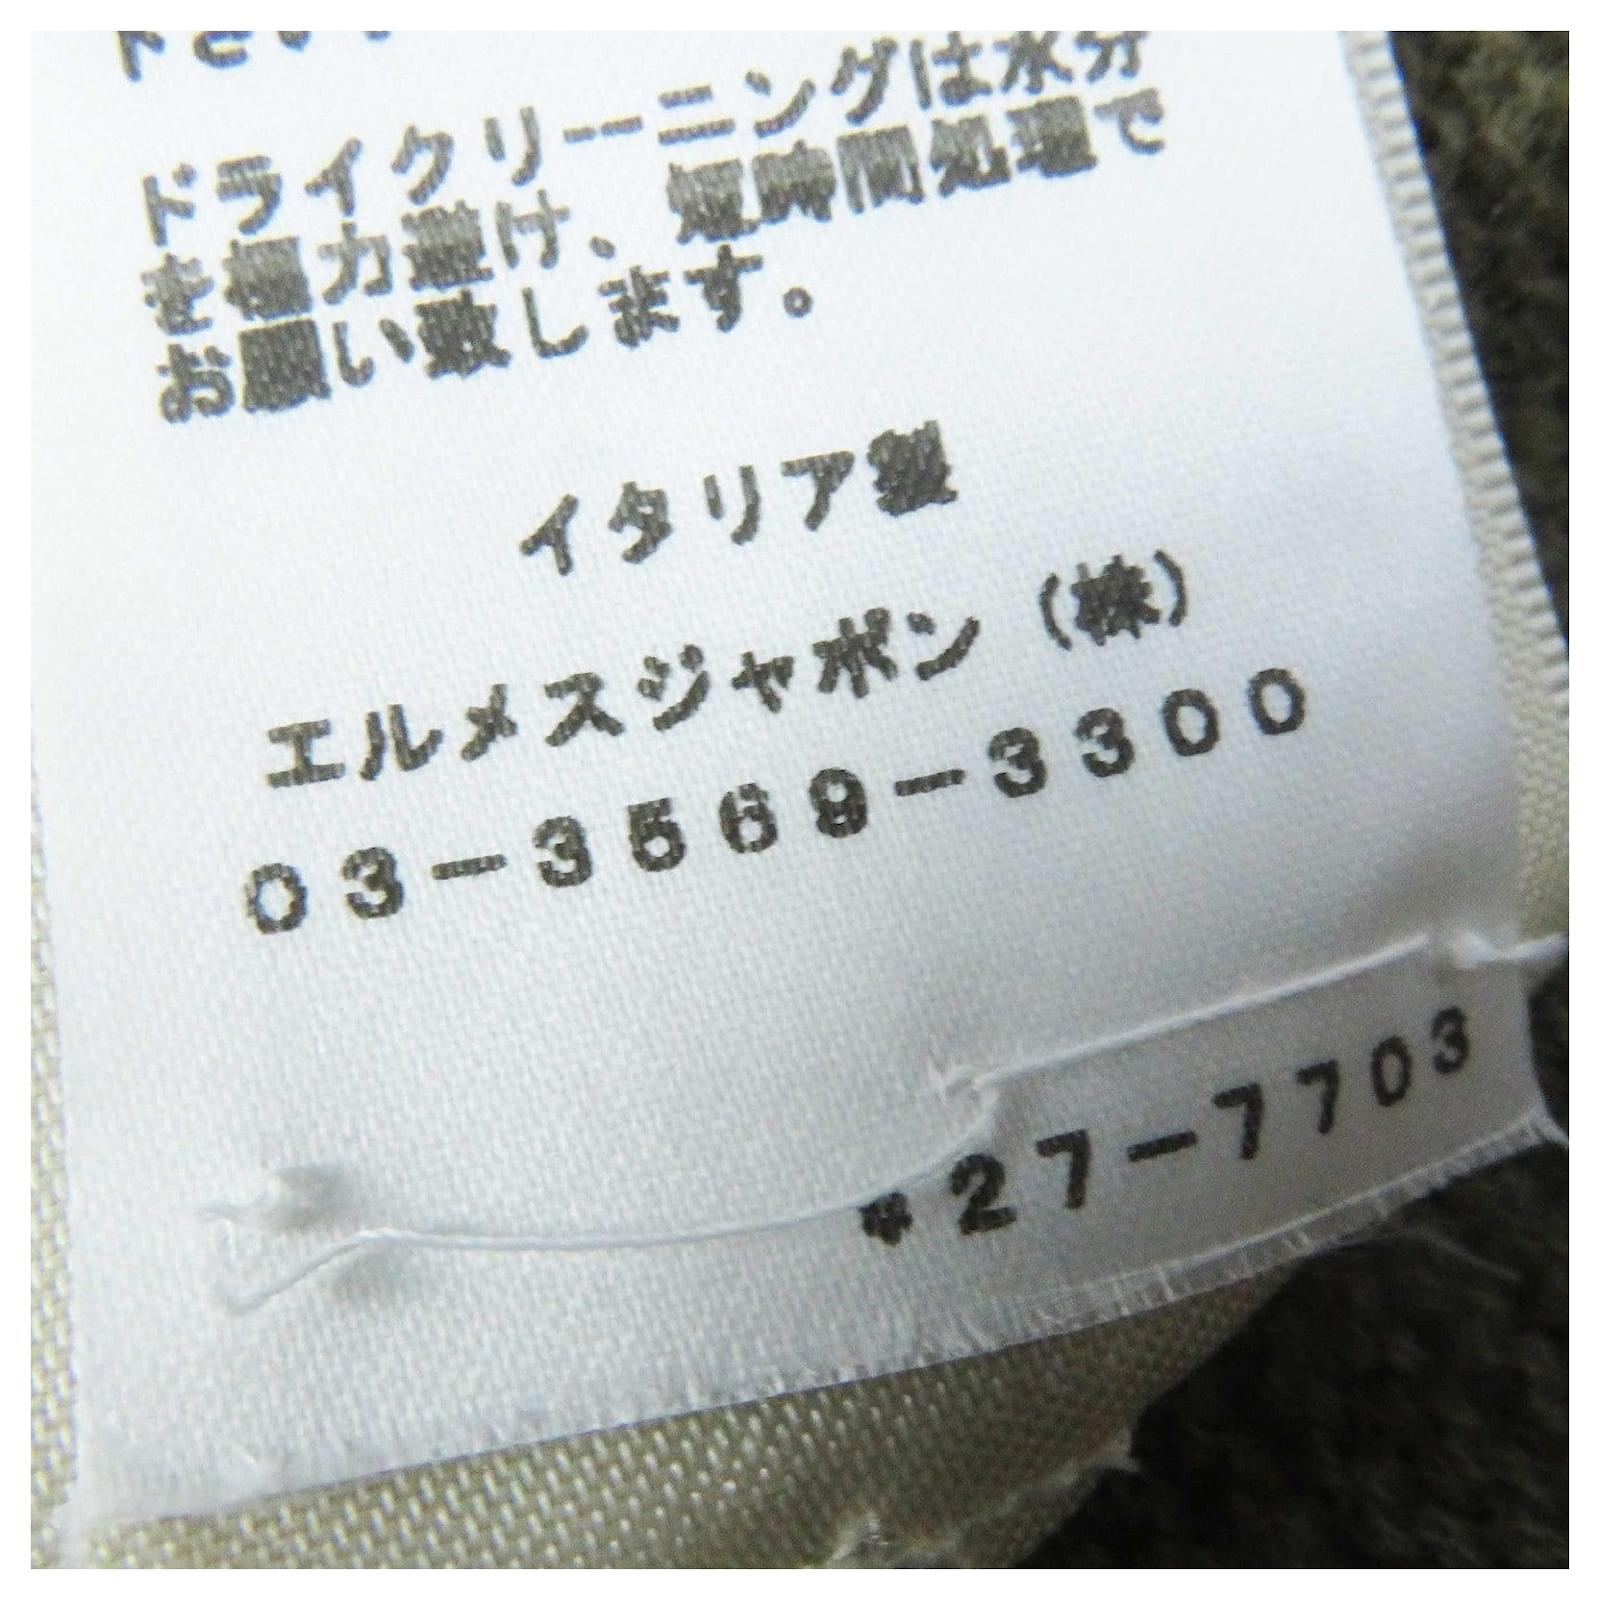 ドライクリーニングは水分
を極力避け、短時間処理で
お願い致します。
イタリア製
エルメスジャポン（株）
03-3569-3300
27-7703